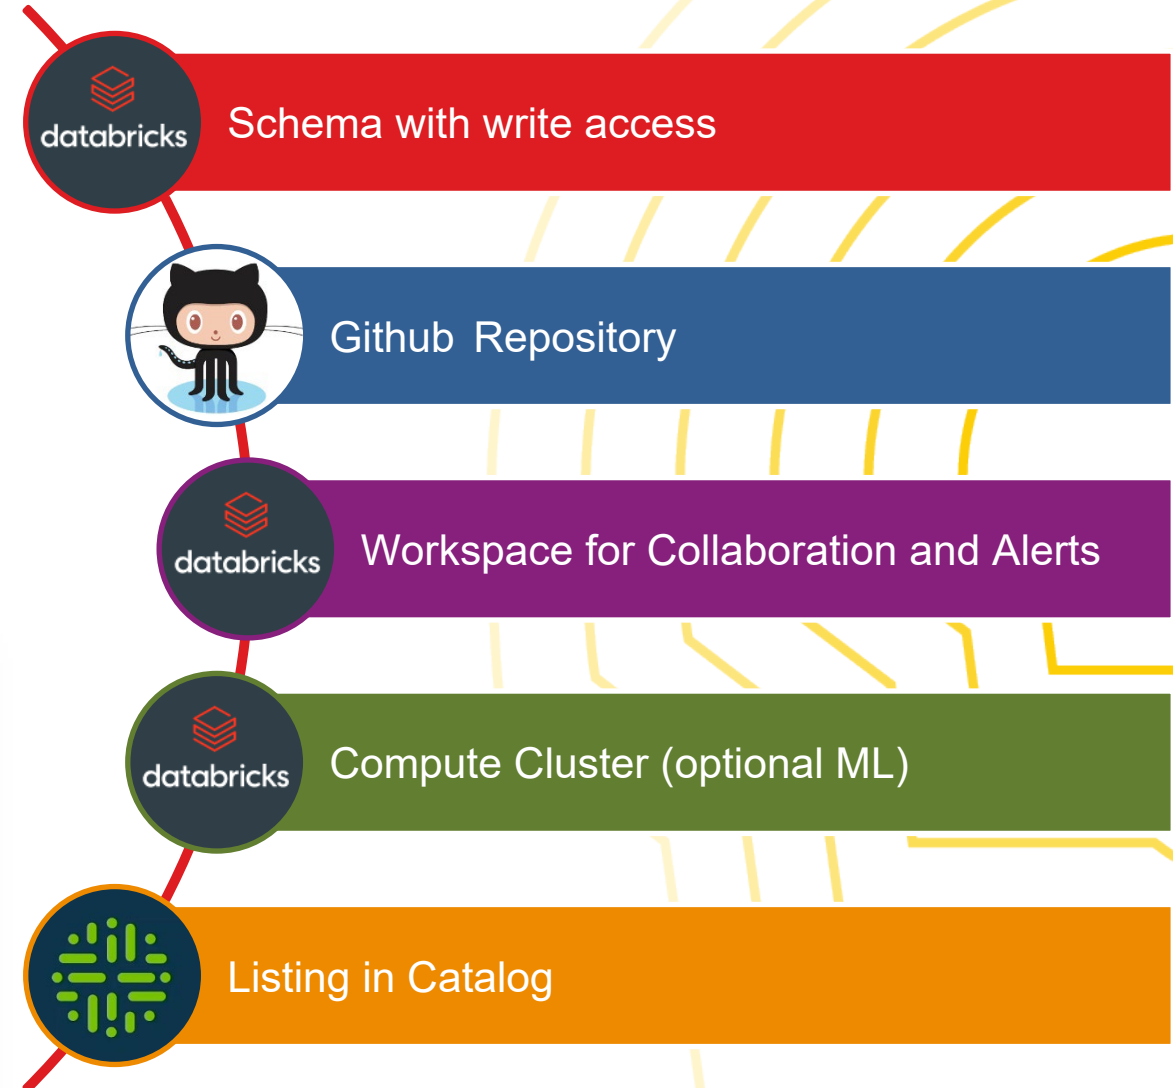 databricks
Schema with write access
Github Repository
databricks
Workspace for Collaboration and Alerts
databricks
Compute Cluster (optional ML)
Listing in Catalog